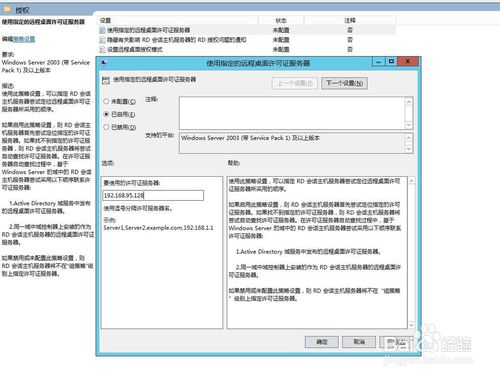 授权
使用指定的远程桌面许可证服务器
编辑策略设置
要求:
Windows Server 2003 (带 Service
Pack 1) 及以上版本
描述:
使用此策略设置，可以指定 RD 会话
主机服务器尝试定位远程桌面许可证
服务器所采用的顺序。
如果启用此策略设置，则 RD 会话主
机服务器首先尝试定位指定的许可证
服务器。如果找不到指定的许可证服
务器，则 RD 会话主机服务器将尝试
自动查找许可证服务器。在许可证服
务器自动查找过程中，基于
Windows Server 的域中的 RD 会话
主机服务器尝试采用以下顺序联系许
可证服务器:
1.Active Directory 域服务中发布
的远程桌面许可证服务器。
2.同一域中域控制器上安装的作为
RD 会话主机服务器的远程桌面许可
证服务器。
如果禁用或未配置此策略设置，则
RD 会话主机服务器将不在“组策略”
级别上指定许可证服务器。
设置 状态 注释
使用指定的远程桌面许可证服务器 未配置 否
隐藏有关影响 RD 会话主机服务器的 RD 授权问题的通知 未配置 否
设置远程桌面授权模式 未配置 否
使用指定的远程桌面许可证服务器
使用指定的远程桌面许可证服务器
上一个设置(P) 下一个设置(N)
未配置(C) 注释:
已启用(E)
已禁用(D)
支持的平台: Windows Server 2003 (带 Service Pack 1) 及以上版本
选项:
要使用的许可证服务器:
192.168.95.128
使用逗号分隔许可证服务器名。
示例:
Server1,Server2.example.com,192.168.1.1
帮助:
使用此策略设置，可以指定 RD 会话主机服务器尝试定位远程桌面许可证
服务器所采用的顺序。
如果启用此策略设置，则 RD 会话主机服务器首先尝试定位指定的许可证
服务器。如果找不到指定的许可证服务器，则 RD 会话主机服务器将尝试
自动查找许可证服务器。在许可证服务器自动查找过程中，基于
Windows Server 的域中的 RD 会话主机服务器尝试采用以下顺序联系
许可证服务器:
1.Active Directory 域服务中发布的远程桌面许可证服务器。
2.同一域中域控制器上安装的作为 RD 会话主机服务器的远程桌面许可
证服务器。
如果禁用或未配置此策略设置，则 RD 会话主机服务器将不在“组策略”
级别上指定许可证服务器。
确定 取消
Baidu 经验
jingyan.baidu.com